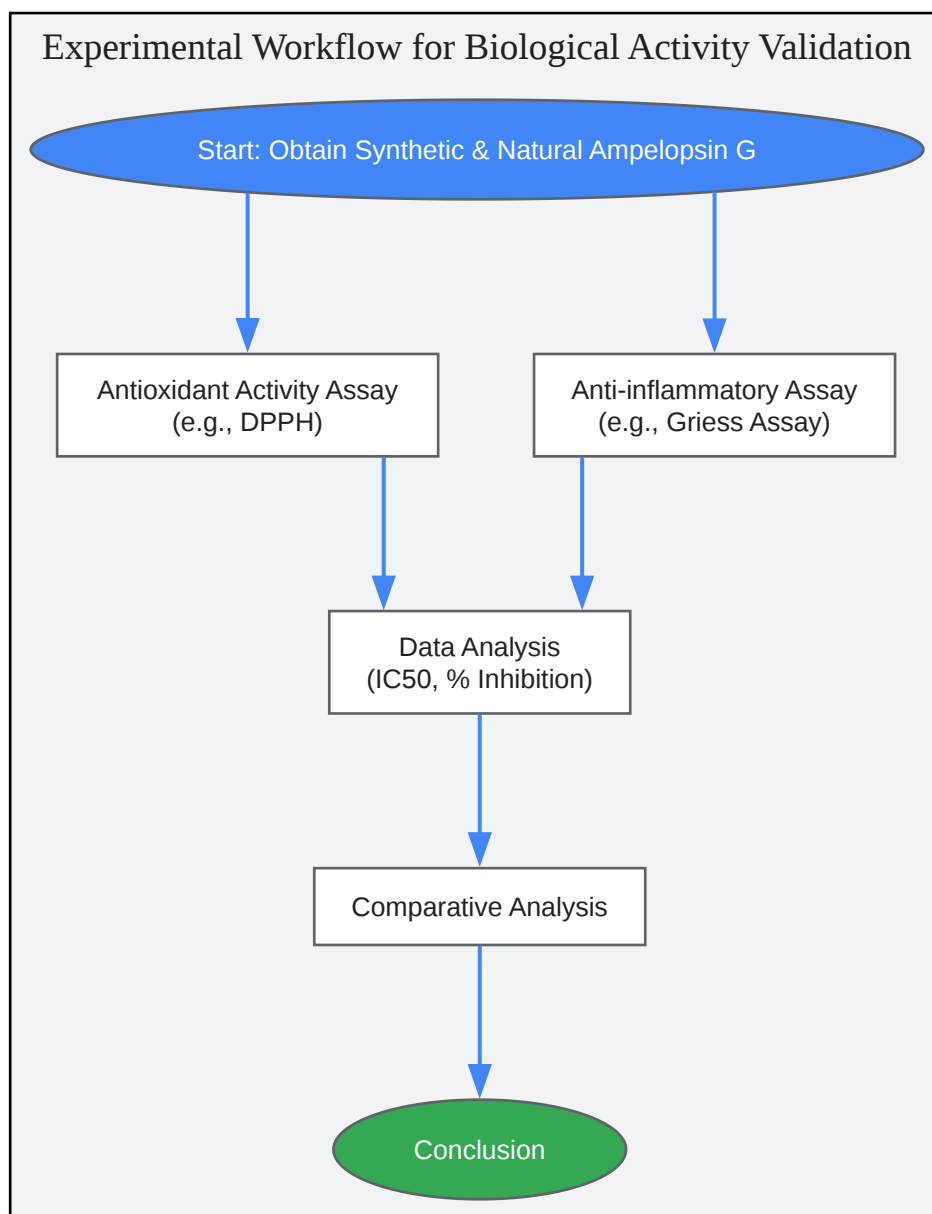 Experimental Workflow for Biological Activity Validation
Start: Obtain Synthetic & Natural Ampelopsin G
Antioxidant Activity Assay
(e.g., DPPH)
Anti-inflammatory Assay
(e.g., Griess Assay)
Data Analysis
(IC50, % Inhibition)
Comparative Analysis
Conclusion